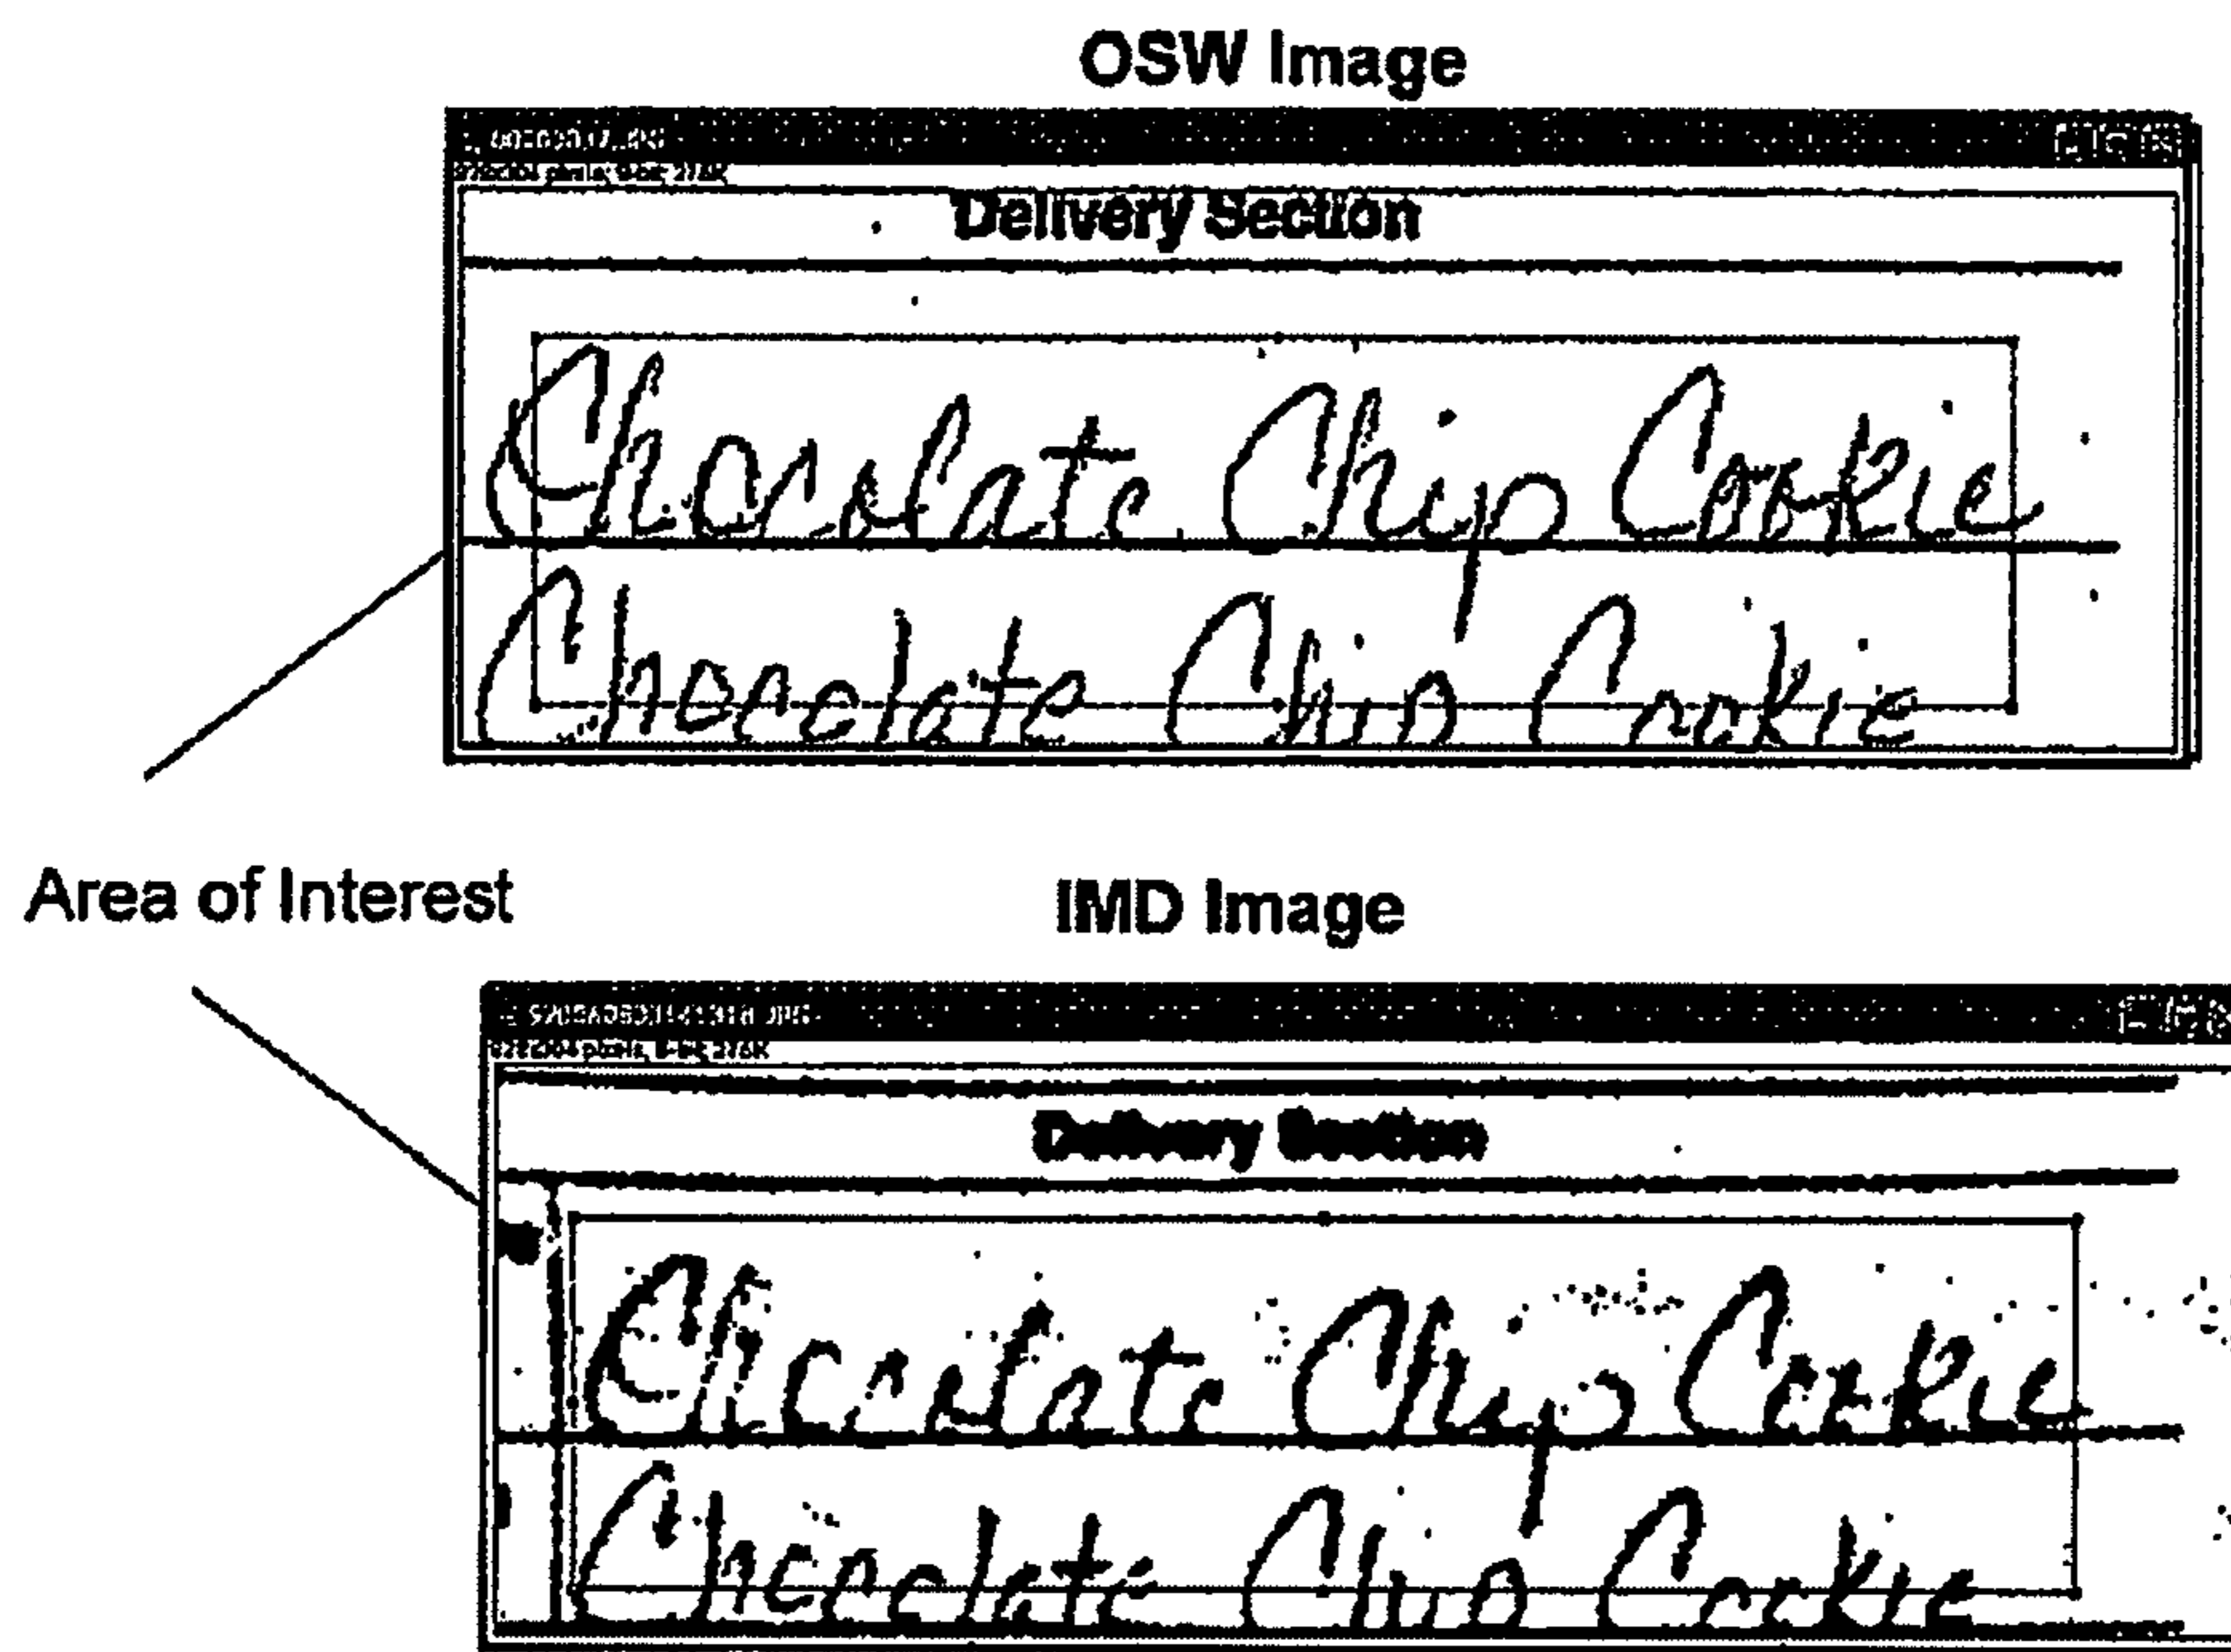 OSW Image
Delivery Section
Chocolate Chip Cookie
Chocolate Chip Cookie
Area of Interest
IMD Image
Delivery Section
Chocolate Chip Cookie
Chocolate Chip Cookie